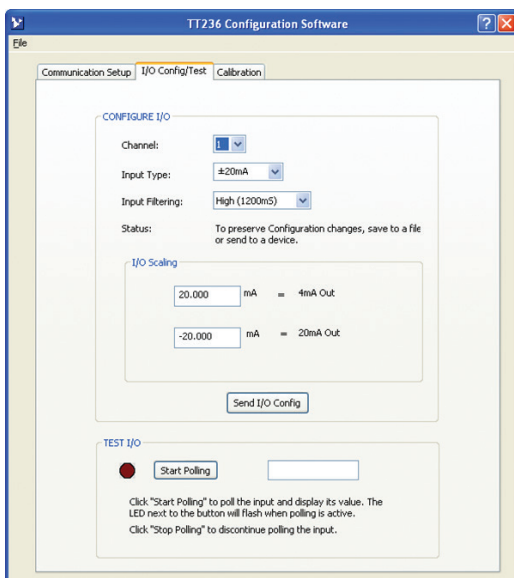 TT236 Configuration Software
File
Communication Setup I/O Config/Test Calibration
CONFIGURE I/O
Channel: 1
Input Type: ±20mA
Input Filtering: High (1200mS)
Status: To preserve Configuration changes, save to a file
or send to a device.
I/O Scaling
20.000 mA = 4mA Out
-20.000 mA = 20mA Out
Send I/O Config
TEST I/O
Start Polling
Click "Start Polling" to poll the input and display its value. The
LED next to the button will flash when polling is active.
Click "Stop Polling" to discontinue polling the input.